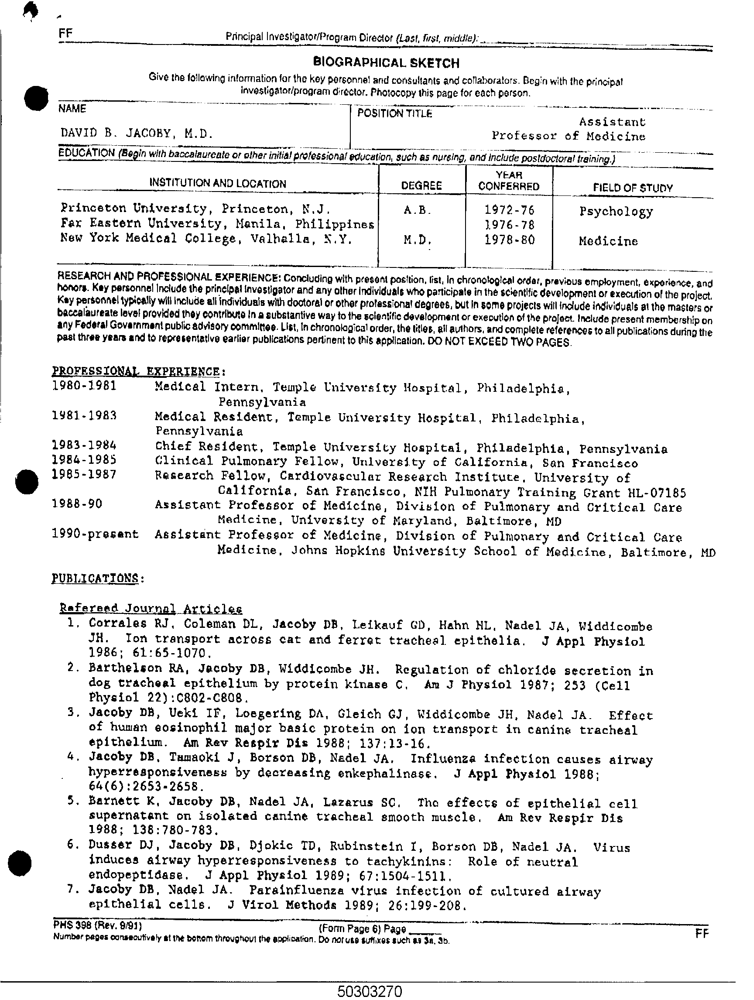 FF
Principal Investigator/Program Director (Last, first, middle):
BIOGRAPHICAL SKETCH
Give the following information for the key personnel and consultants and collaborators. Begin with the principal
investigator/program director. Photocopy this page for each person.
NAME
POSITION TITLE
DAVID B. JACOBY, M.D.
Assistant
Professor of Medicine
EDUCATION (Begin with baccalaureate or other initial professional education, such as nursing, and include postdoctoral training.)
INSTITUTION AND LOCATION DEGREE YEAR CONFERRED FIELD OF STUDY
Princeton University, Princeton, N.J. A.B. 1972-76 Psychology
Far Eastern University, Manila, Philippines 1976-78
New York Medical College, Valhalla, N.Y. M.D. 1978-80 Medicine
RESEARCH AND PROFESSIONAL EXPERIENCE: Concluding with present position, list, in chronological order, previous employment, experience, and
honors. Key personnel include the principal investigator and any other individuals who participate in the scientific development or execution of the project.
Key personnel typically will include all individuals with doctoral or other professional degrees, but in some projects will include individuals at the masters or
baccalaureate level provided they contribute in a substantive way to the scientific development or execution of the project. Include present membership on
any Federal Government public advisory committee. List, in chronological order, the titles, all authors, and complete references to all publications during the
past three years and to representative earlier publications pertinent to this application. DO NOT EXCEED TWO PAGES.
PROFESSIONAL EXPERIENCE:
1980-1981 Medical Intern, Temple University Hospital, Philadelphia,
Pennsylvania
1981-1983 Medical Resident, Temple University Hospital, Philadelphia,
Pennsylvania
1983-1984 Chief Resident, Temple University Hospital, Philadelphia, Pennsylvania
1984-1985 Clinical Pulmonary Fellow, University of California, San Francisco
1985-1987 Research Fellow, Cardiovascular Research Institute, University of
California, San Francisco, NIH Pulmonary Training Grant HL-07185
1988-90 Assistant Professor of Medicine, Division of Pulmonary and Critical Care
Medicine, University of Maryland, Baltimore, MD
1990-present Assistant Professor of Medicine, Division of Pulmonary and Critical Care
Medicine, Johns Hopkins University School of Medicine, Baltimore, MD
PUBLICATIONS:
Refereed Journal Articles
1. Corrales RJ, Coleman DL, Jacoby DB, Leikauf GD, Hahn HL, Nadel JA, Widdicombe
JH. Ion transport across cat and ferret tracheal epithelia. J Appl Physiol
1986; 61:65-1070.
2. Barthelson RA, Jacoby DB, Widdicombe JH. Regulation of chloride secretion in
dog tracheal epithelium by protein kinase C. Am J Physiol 1987; 253 (Cell
Physiol 22):C802-C808.
3. Jacoby DB, Ueki IF, Loegering DA, Gleich GJ, Widdicombe JH, Nadel JA. Effect
of human eosinophil major basic protein on ion transport in canine tracheal
epithelium. Am Rev Respir Dis 1988; 137:13-16.
4. Jacoby DB, Tamaoki J, Borson DB, Nadel JA. Influenza infection causes airway
hyperresponsiveness by decreasing enkephalinase. J Appl Physiol 1988;
64(6):2653-2658.
5. Barnett K, Jacoby DB, Nadel JA, Lazarus SC. The effects of epithelial cell
supernatant on isolated canine tracheal smooth muscle. Am Rev Respir Dis
1988; 138:780-783.
6. Dusser DJ, Jacoby DB, Djokic TD, Rubinstein I, Borson DB, Nadel JA. Virus
induces airway hyperresponsiveness to tachykinins: Role of neutral
endopeptidase. J Appl Physiol 1989; 67:1504-1511.
7. Jacoby DB, Nadel JA. Parainfluenza virus infection of cultured airway
epithelial cells. J Virol Methods 1989; 26:199-208.
PHS 398 (Rev. 9/91) (Form Page 6) Page FF
Number pages consecutively at the bottom throughout the application. Do not use suffixes such as 3a, 3b.
50303270